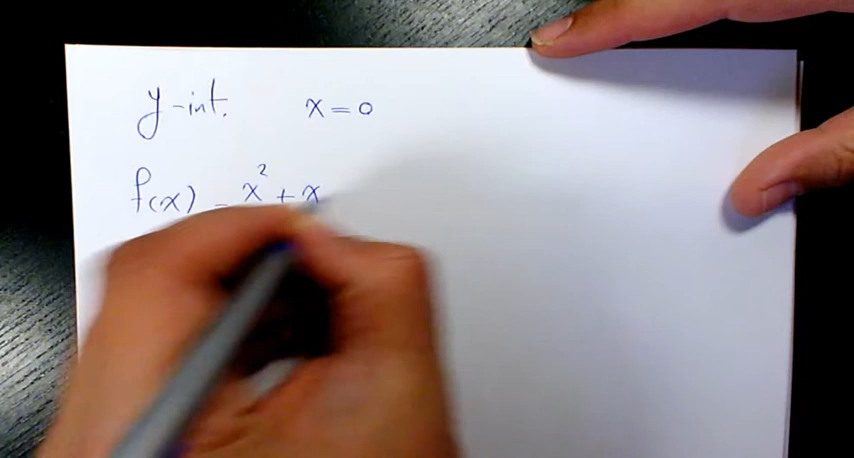 y-int. x = 0
f(x) = x² + x